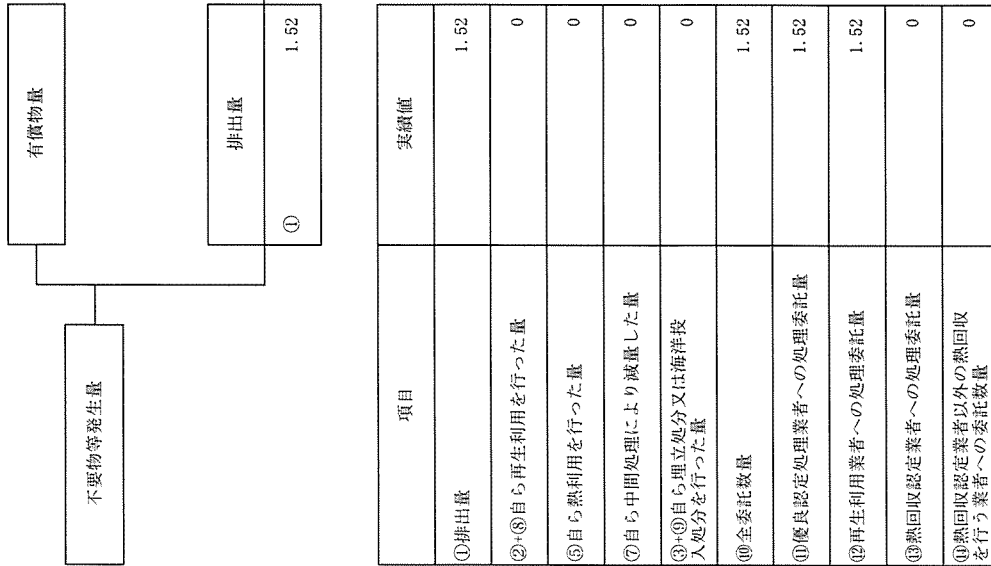 不要物等発生量
有償物量
排出量
① 1.52
項目 実績値
①排出量 1.52
②+⑧自ら再生利用を行った量 0
⑤自ら熱利用を行った量 0
⑦自ら中間処理により減量した量 0
③+⑨自ら埋立処分又は海洋投
入処分を行った量 0
⑩全委託数量 1.52
⑪優良認定処理業者への処理委託量 1.52
⑫再生利用業者への処理委託量 1.52
⑬熱回収認定業者への処理委託量 0
⑭熱回収認定業者以外の熱回収
を行う業者への委託数量 0